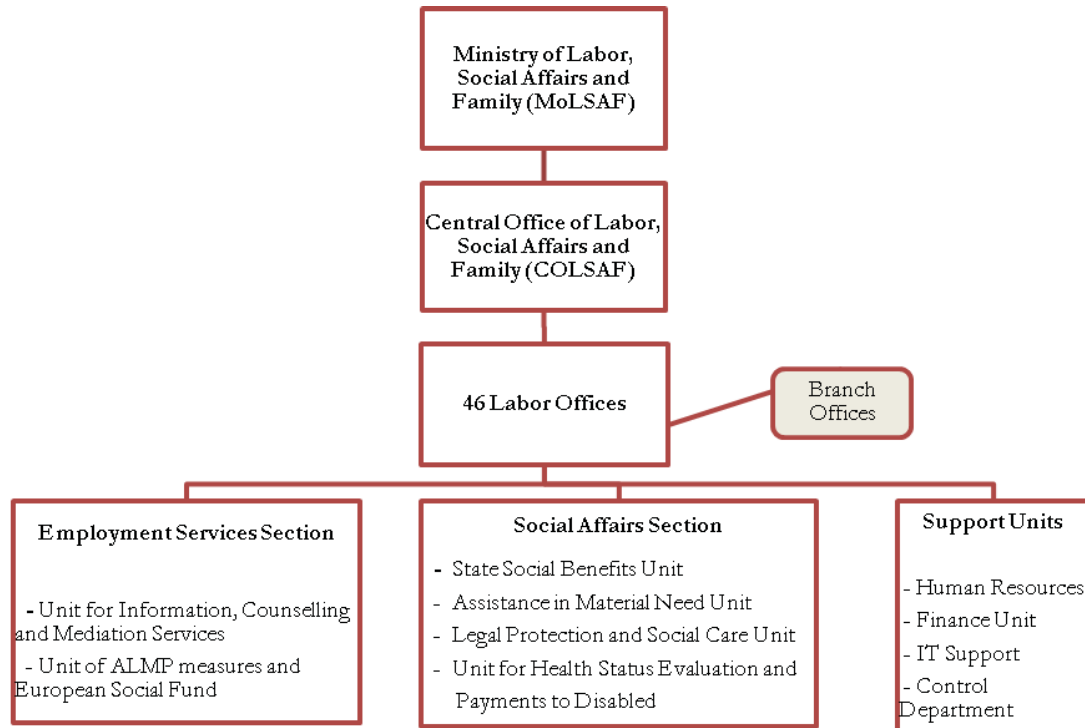 Ministry of Labor,
Social Affairs and
Family (MoLSAF)
Central Office of Labor,
Social Affairs and
Family (COLSAF)
46 Labor Offices
Branch
Offices
Employment Services Section
- Unit for Information, Counselling
and Mediation Services
- Unit of ALMP measures and
European Social Fund
Social Affairs Section
- State Social Benefits Unit
- Assistance in Material Need Unit
- Legal Protection and Social Care Unit
- Unit for Health Status Evaluation and
Payments to Disabled
Support Units
- Human Resources
- Finance Unit
- IT Support
- Control
Department